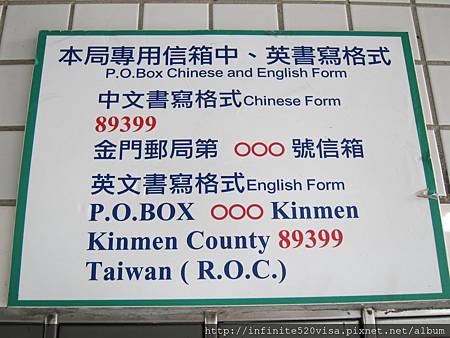 本局專用信箱中、英書寫格式
P.O.Box Chinese and English Form
中文書寫格式Chinese Form
89399
金門郵局第 ○○○ 號信箱
英文書寫格式English Form
P.O.BOX ○○○ Kinmen
Kinmen County 89399
Taiwan ( R.O.C.)
http://infinite520visa.pixnet.net/album